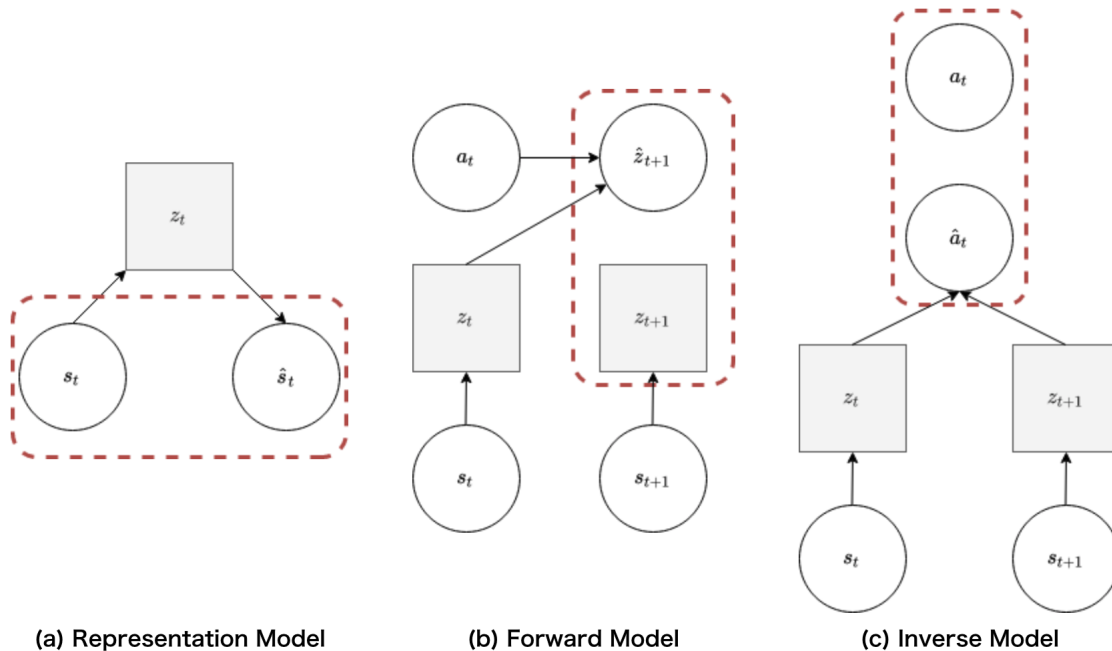 z_t
s_t
ŝ_t
(a) Representation Model
a_t
ẑ_{t+1}
z_t
z_{t+1}
s_t
s_{t+1}
(b) Forward Model
a_t
â_t
z_t
z_{t+1}
s_t
s_{t+1}
(c) Inverse Model